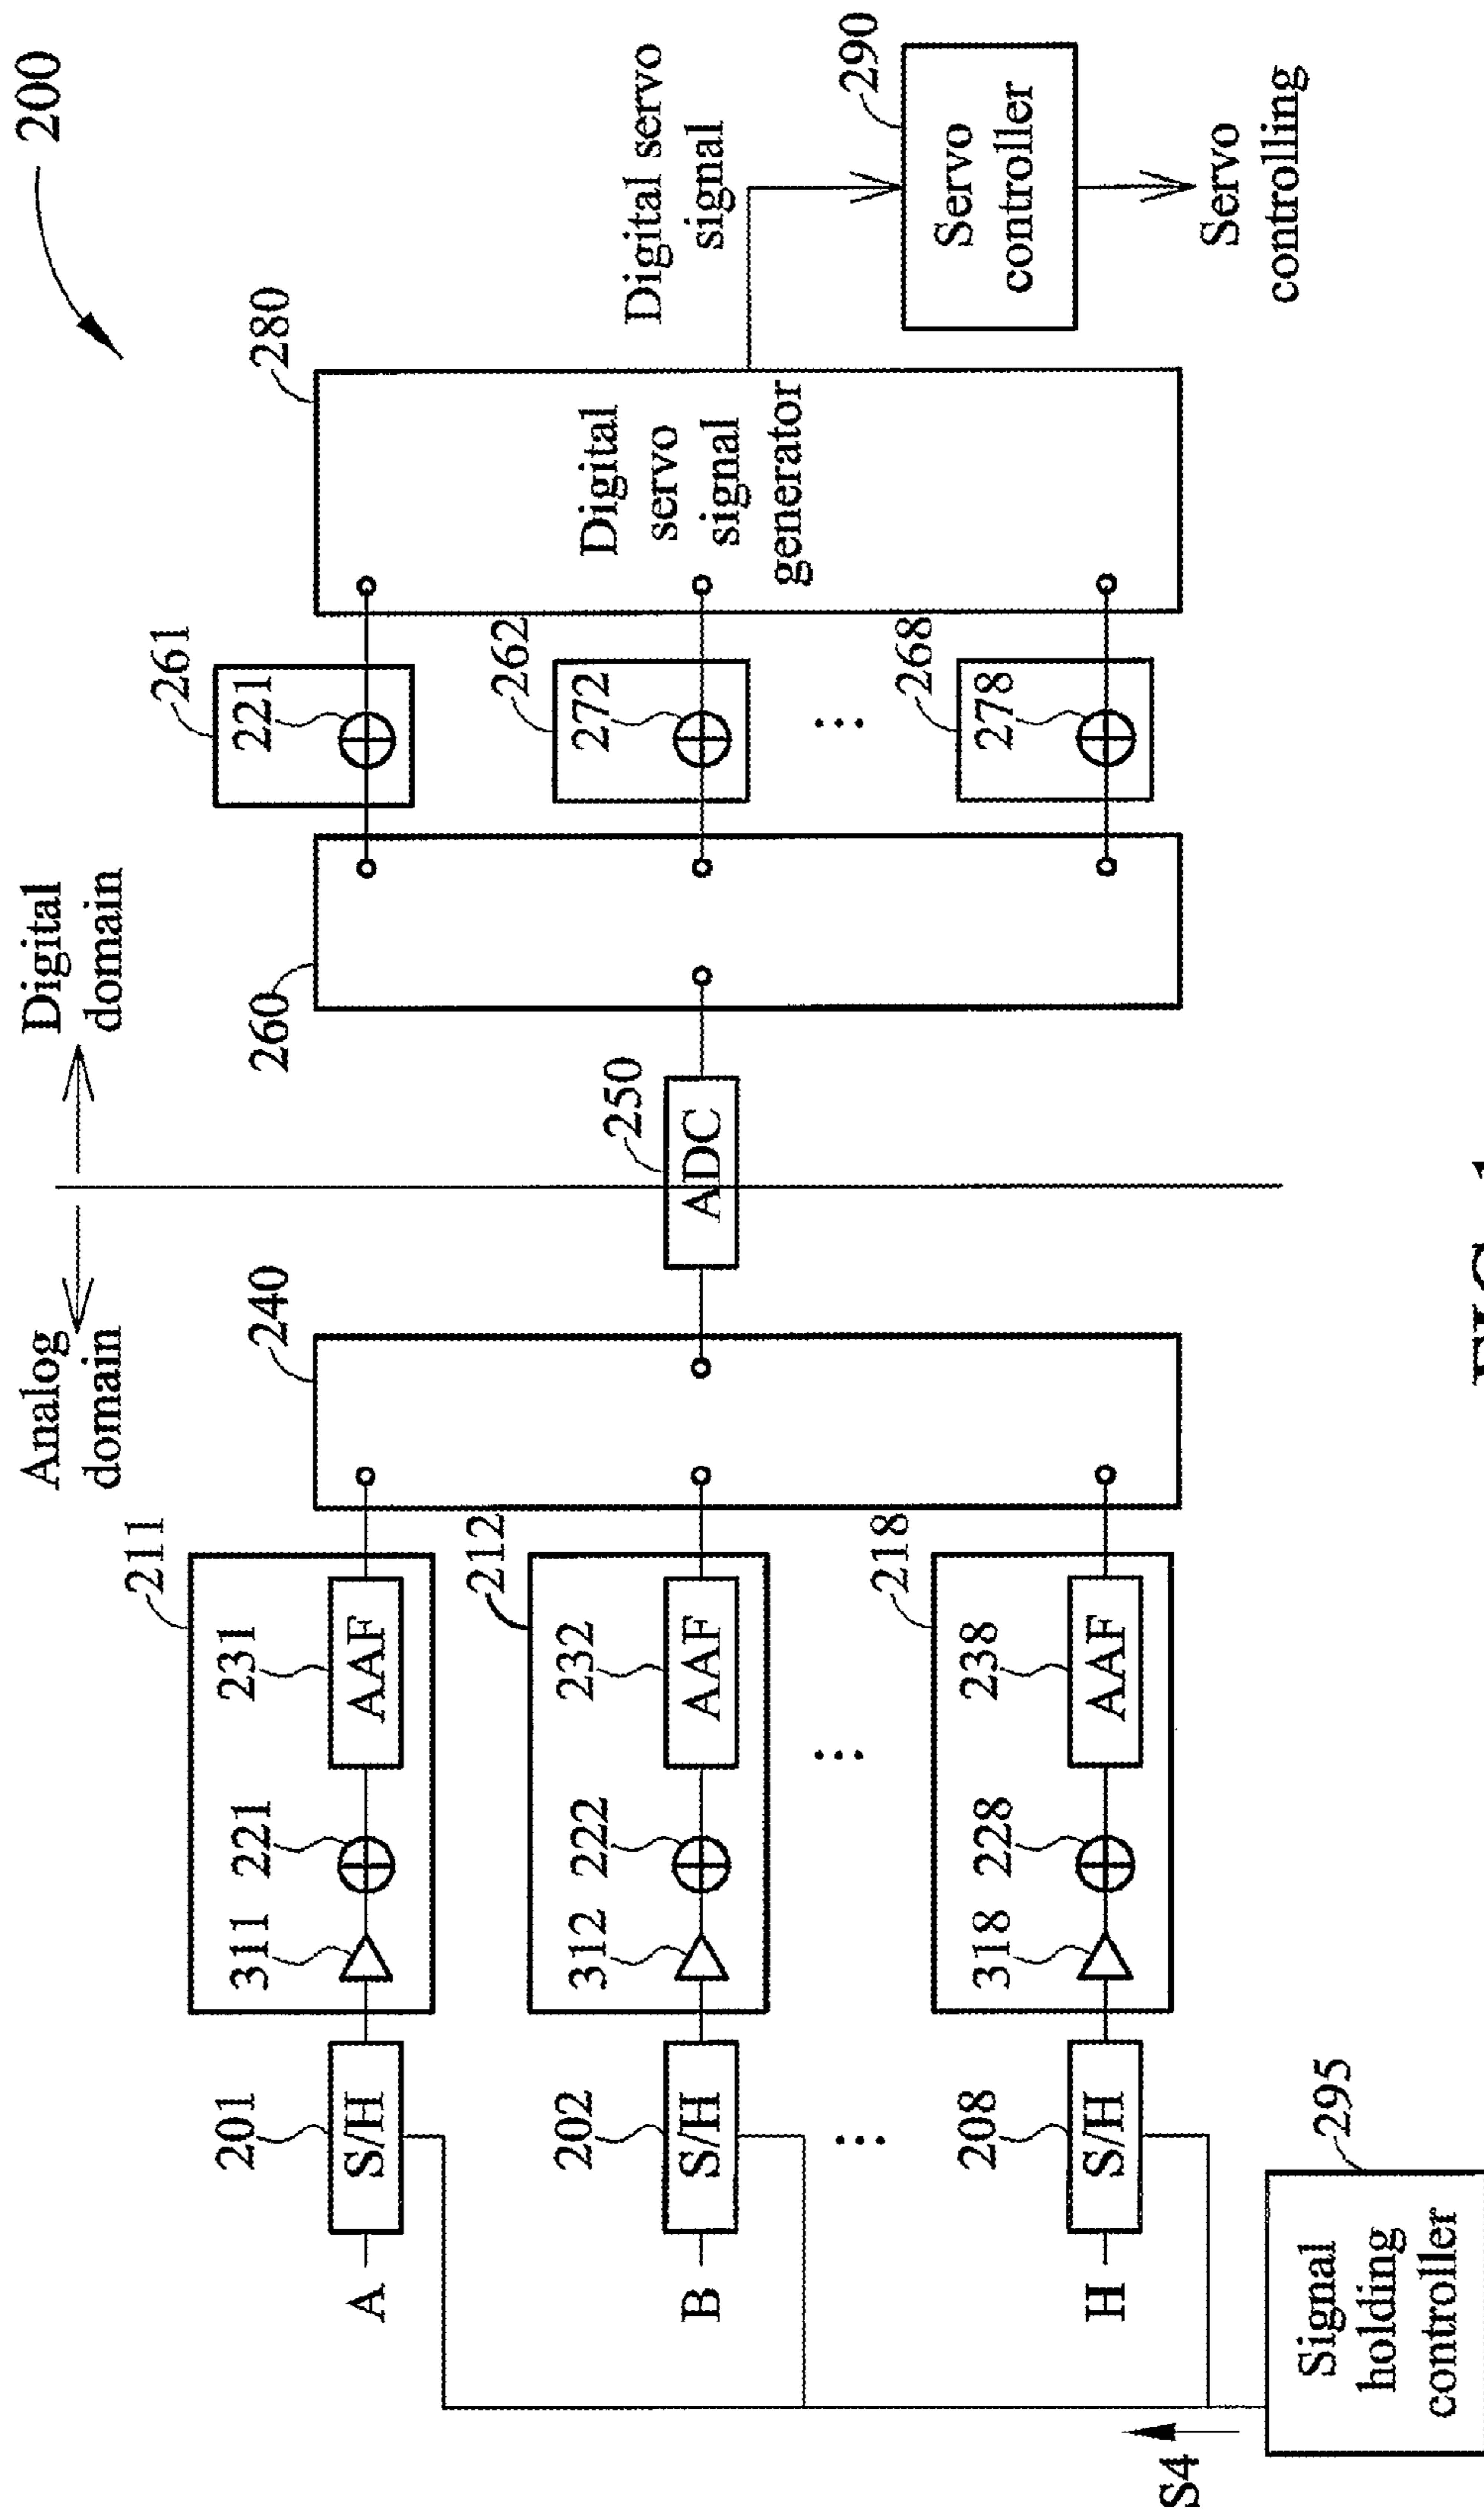 200
Analog
domain
Digital
domain
211
311
221
231
AAF
201
S/H
A
212
312
222
232
AAF
202
S/H
B
218
318
228
238
AAF
208
S/H
H
S4
Signal
holding
controller
295
240
250
ADC
260
261
221
262
272
268
278
280
Digital
servo
signal
generator
Digital servo
signal
290
Servo
controller
Servo
controlling